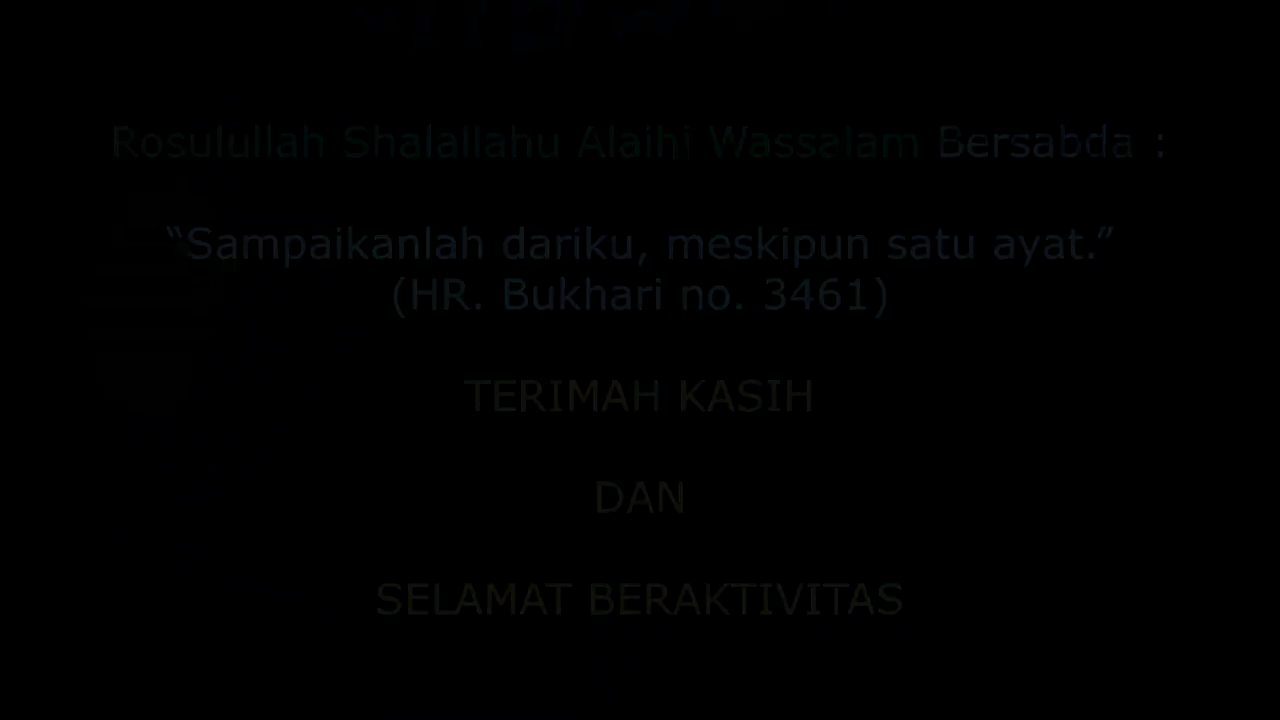 Rosulullah Shalallahu Alaihi Wassalam Bersabda :
“Sampaikanlah dariku, meskipun satu ayat.”
(HR. Bukhari no. 3461)
TERIMAH KASIH
DAN
SELAMAT BERAKTIVITAS